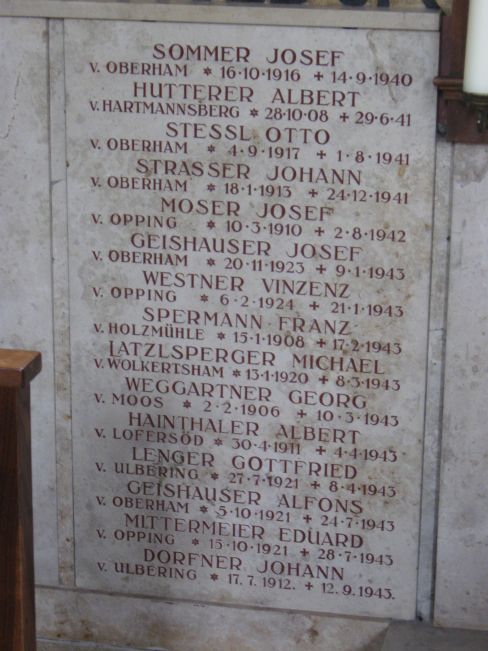 SOMMER JOSEF
v. OBERHAM * 16·10·1916 + 14·9·1940
HUTTERER ALBERT
v. HARTMANNSBERG * 28·10·08 + 29·6·41
STESSL OTTO
v. OBERHAM * 4·9·1917 + 1·8·1941
STRASSER JOHANN
v. OBERHAM * 18·1·1913 + 24·12·1941
MOSER JOSEF
v. OPPING * 10·3·1910 + 2·8·1942
GEISHAUSER JOSEF
v. OBERHAM * 20·11·1923 + 9·1·1943
WESTNER VINZENZ
v. OPPING * 6·2·1924 + 21·1·1943
SPERMANN FRANZ
v. HOLZMÜHLE * 15·1·1908 + 17·2·1943
LATZLSPERGER MICHAEL
v. WOLKERTSHAM * 13·1·1920 + 8·3·1943
WEGGARTNER GEORG
v. MOOS * 2·2·1906 + 10·3·1943
HAINTHALER ALBERT
v. LOFERSÖD * 30·4·1911 + 4·4·1943
LENGER GOTTFRIED
v. ULBERING * 27·7·1921 + 8·4·1943
GEISHAUSER ALFONS
v. OBERHAM * 5·10·1921 + 24·7·1943
MITTERMEIER EDUARD
v. OPPING * 13·10·1921 + 28·7·1943
DORFNER JOHANN
v. ULBERING * 17.7.1912. + 12.9.1943.